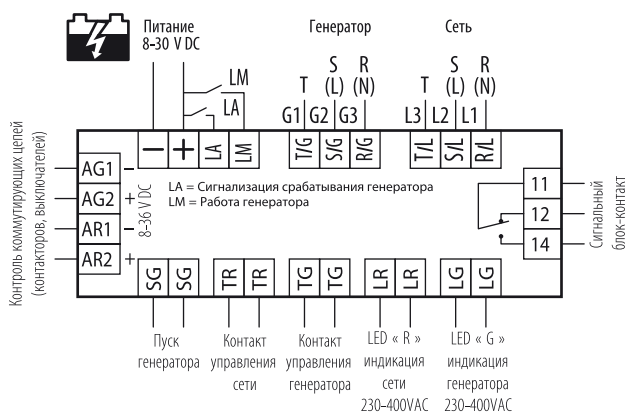 Питание
8–30 V DC
Генератор
Сеть
LM
LA
T
S
(L)
R
(N)
T
S
(L)
R
(N)
G1
G2
G3
L3
L2
L1
–
+
LA
LM
T/G
S/G
R/G
T/L
S/L
R/L
Контроль коммутирующих цепей
(контакторов, выключателей)
AG1 –
AG2 +
AR1 –
AR2 +
8–36 V DC
LA = Сигнализация срабатывания генератора
LM = Работа генератора
11
12
14
Сигнальный
блок–контакт
SG
SG
TR
TR
TG
TG
LR
LR
LG
LG
Пуск
генератора
Контакт
управления
сети
Контакт
управления
генератора
LED « R »
индикация
сети
230–400VAC
LED « G »
индикация
генератора
230–400VAC